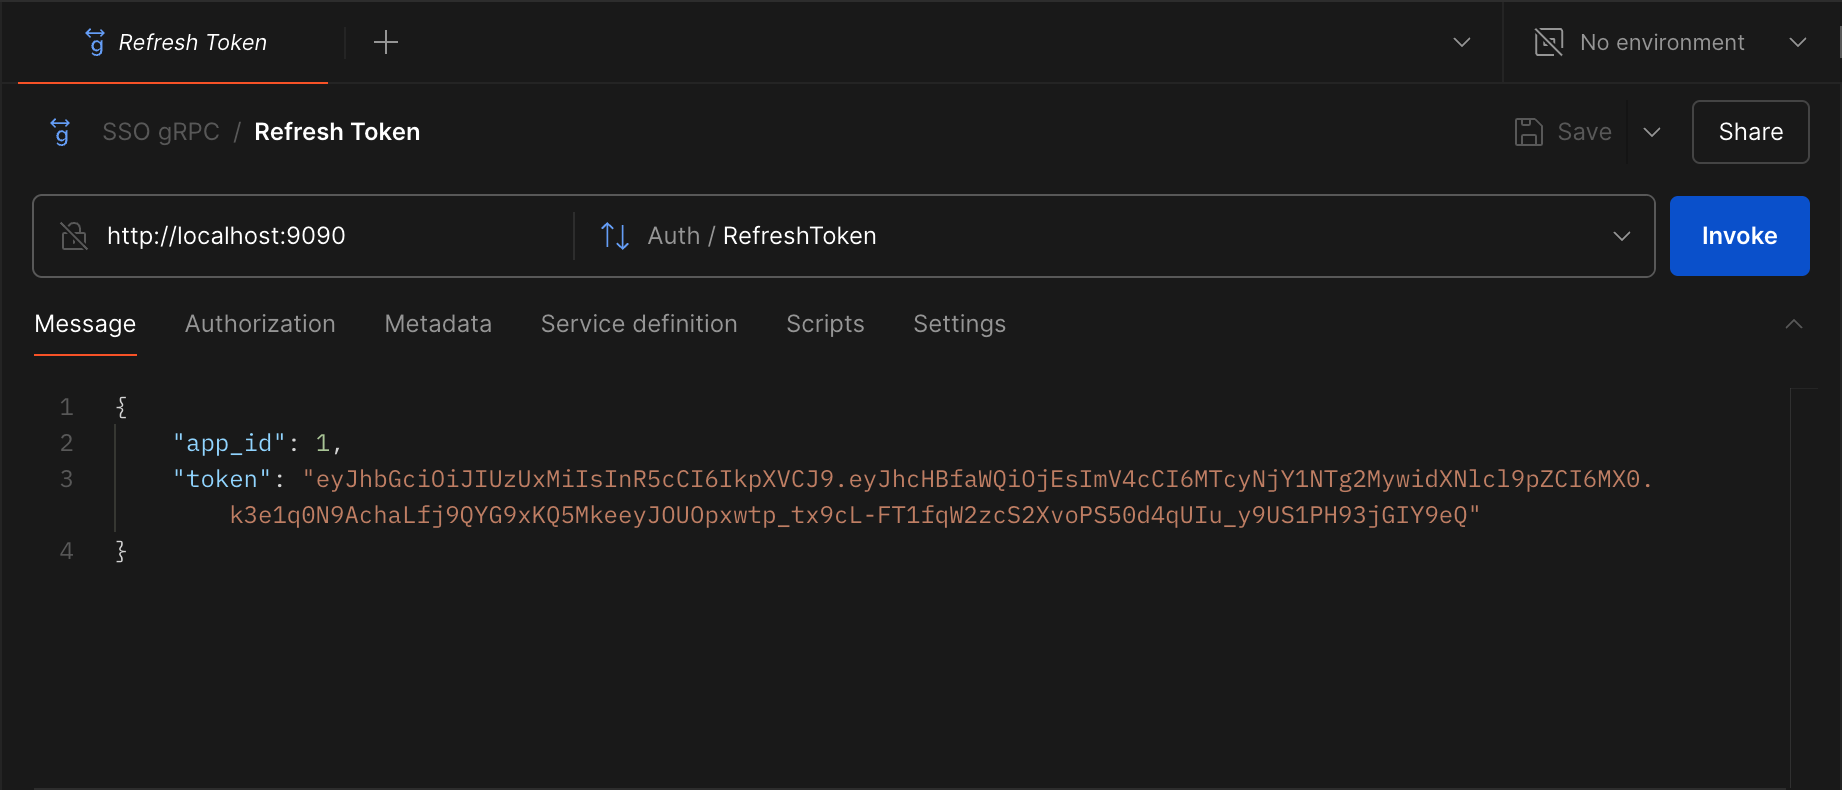 Refresh Token
No environment
SSO gRPC / Refresh Token
Save
Share
http://localhost:9090
Auth / RefreshToken
Invoke
Message Authorization Metadata Service definition Scripts Settings
1 {
2 "app_id": 1,
3 "token": "eyJhbGciOiJIUzUxMiIsInR5cCI6IkpXVCJ9.eyJhcHBfaWQiOjEsImV4cCI6MTcyNjY1NTg2MywidXNlcl9pZCI6MX0.
k3e1q0N9AchaLfj9QYG9xKQ5MkeeyJOUOpxwtp_tx9cL-FT1fqW2zcS2XvoPS50d4qUIu_y9US1PH93jGIY9eQ"
4 }